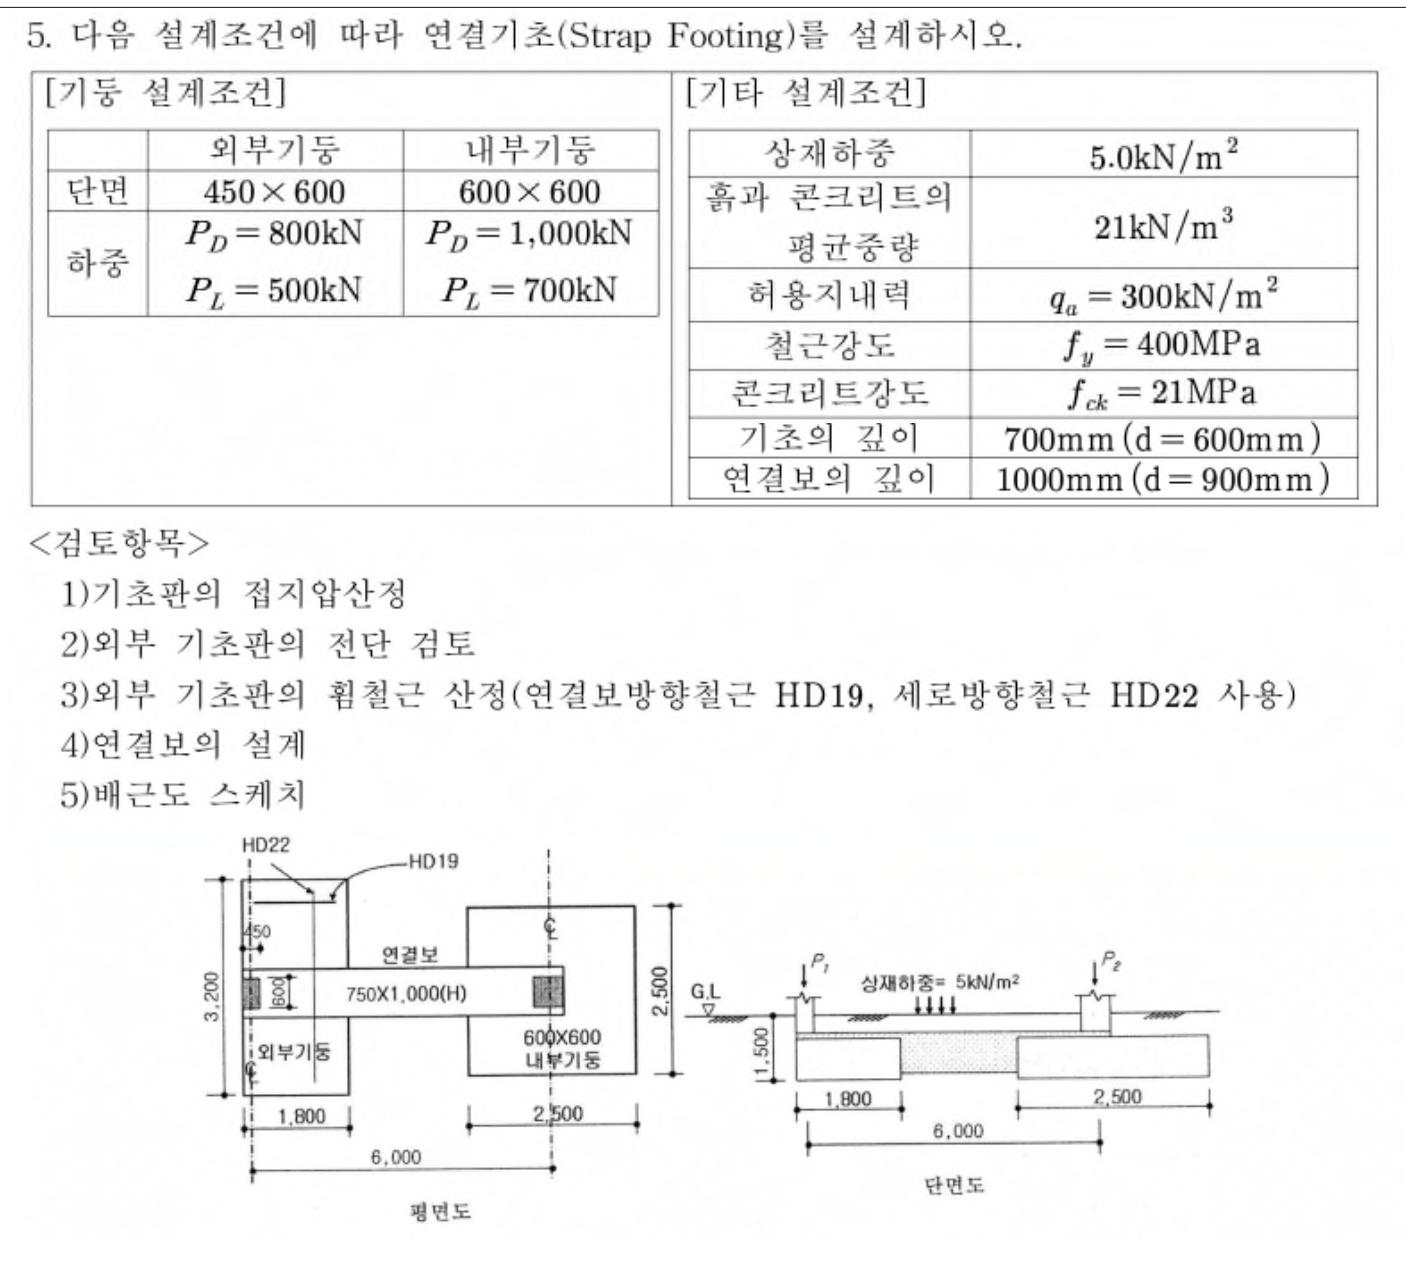 5. 다음 설계조건에 따라 연결기초(Strap Footing)를 설계하시오.
[기둥 설계조건]
외부기둥 내부기둥
단면 450×600 600×600
하중 P_D = 800kN P_D = 1,000kN
P_L = 500kN P_L = 700kN
[기타 설계조건]
상재하중 5.0kN/m²
흙과 콘크리트의
평균중량 21kN/m³
허용지내력 q_a = 300kN/m²
철근강도 f_y = 400MPa
콘크리트강도 f_ck = 21MPa
기초의 깊이 700mm(d=600mm)
연결보의 깊이 1000mm(d=900mm)
<검토항목>
1)기초판의 접지압산정
2)외부 기초판의 전단 검토
3)외부 기초판의 휨철근 산정(연결보방향철근 HD19, 세로방향철근 HD22 사용)
4)연결보의 설계
5)배근도 스케치
HD22
HD19
450
연결보
600
750X1,000(H)
3,200
외부기둥
℄
℄
600X600
내부기둥
2,500
1,800
2,500
6,000
평면도
P₁
P₂
상재하중= 5kN/m²
G.L
1,500
1,800
2,500
6,000
단면도